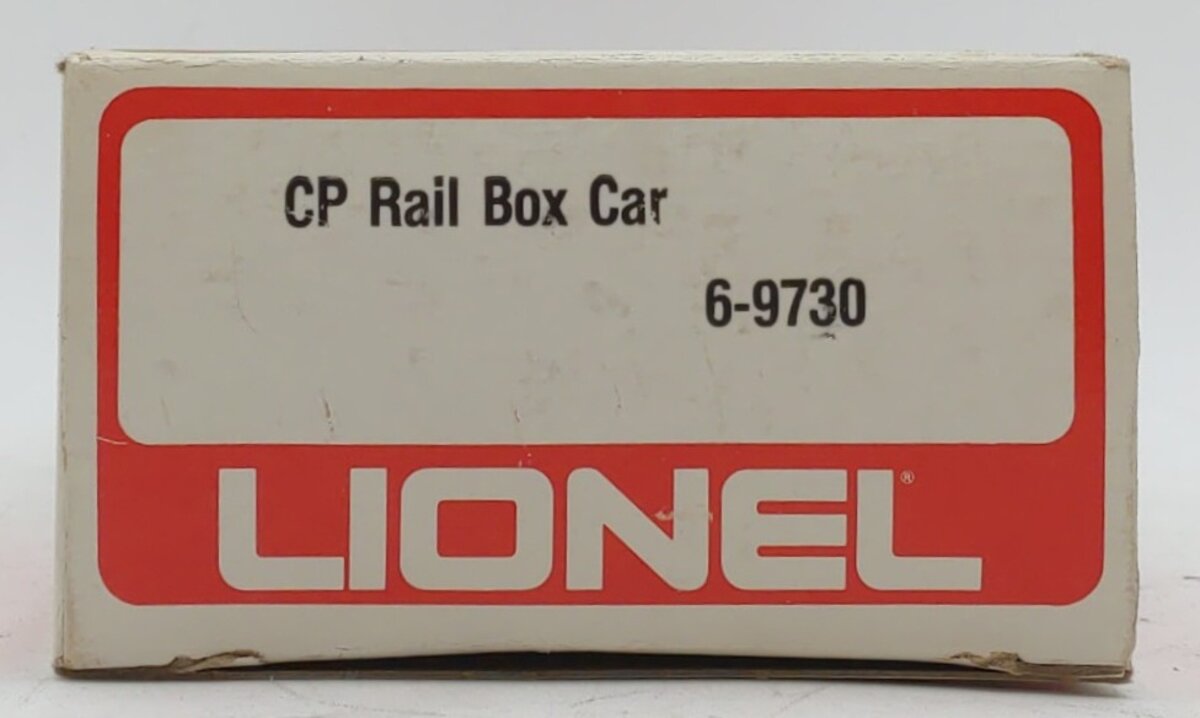 CP Rail Box Car
6-9730
LIONEL®